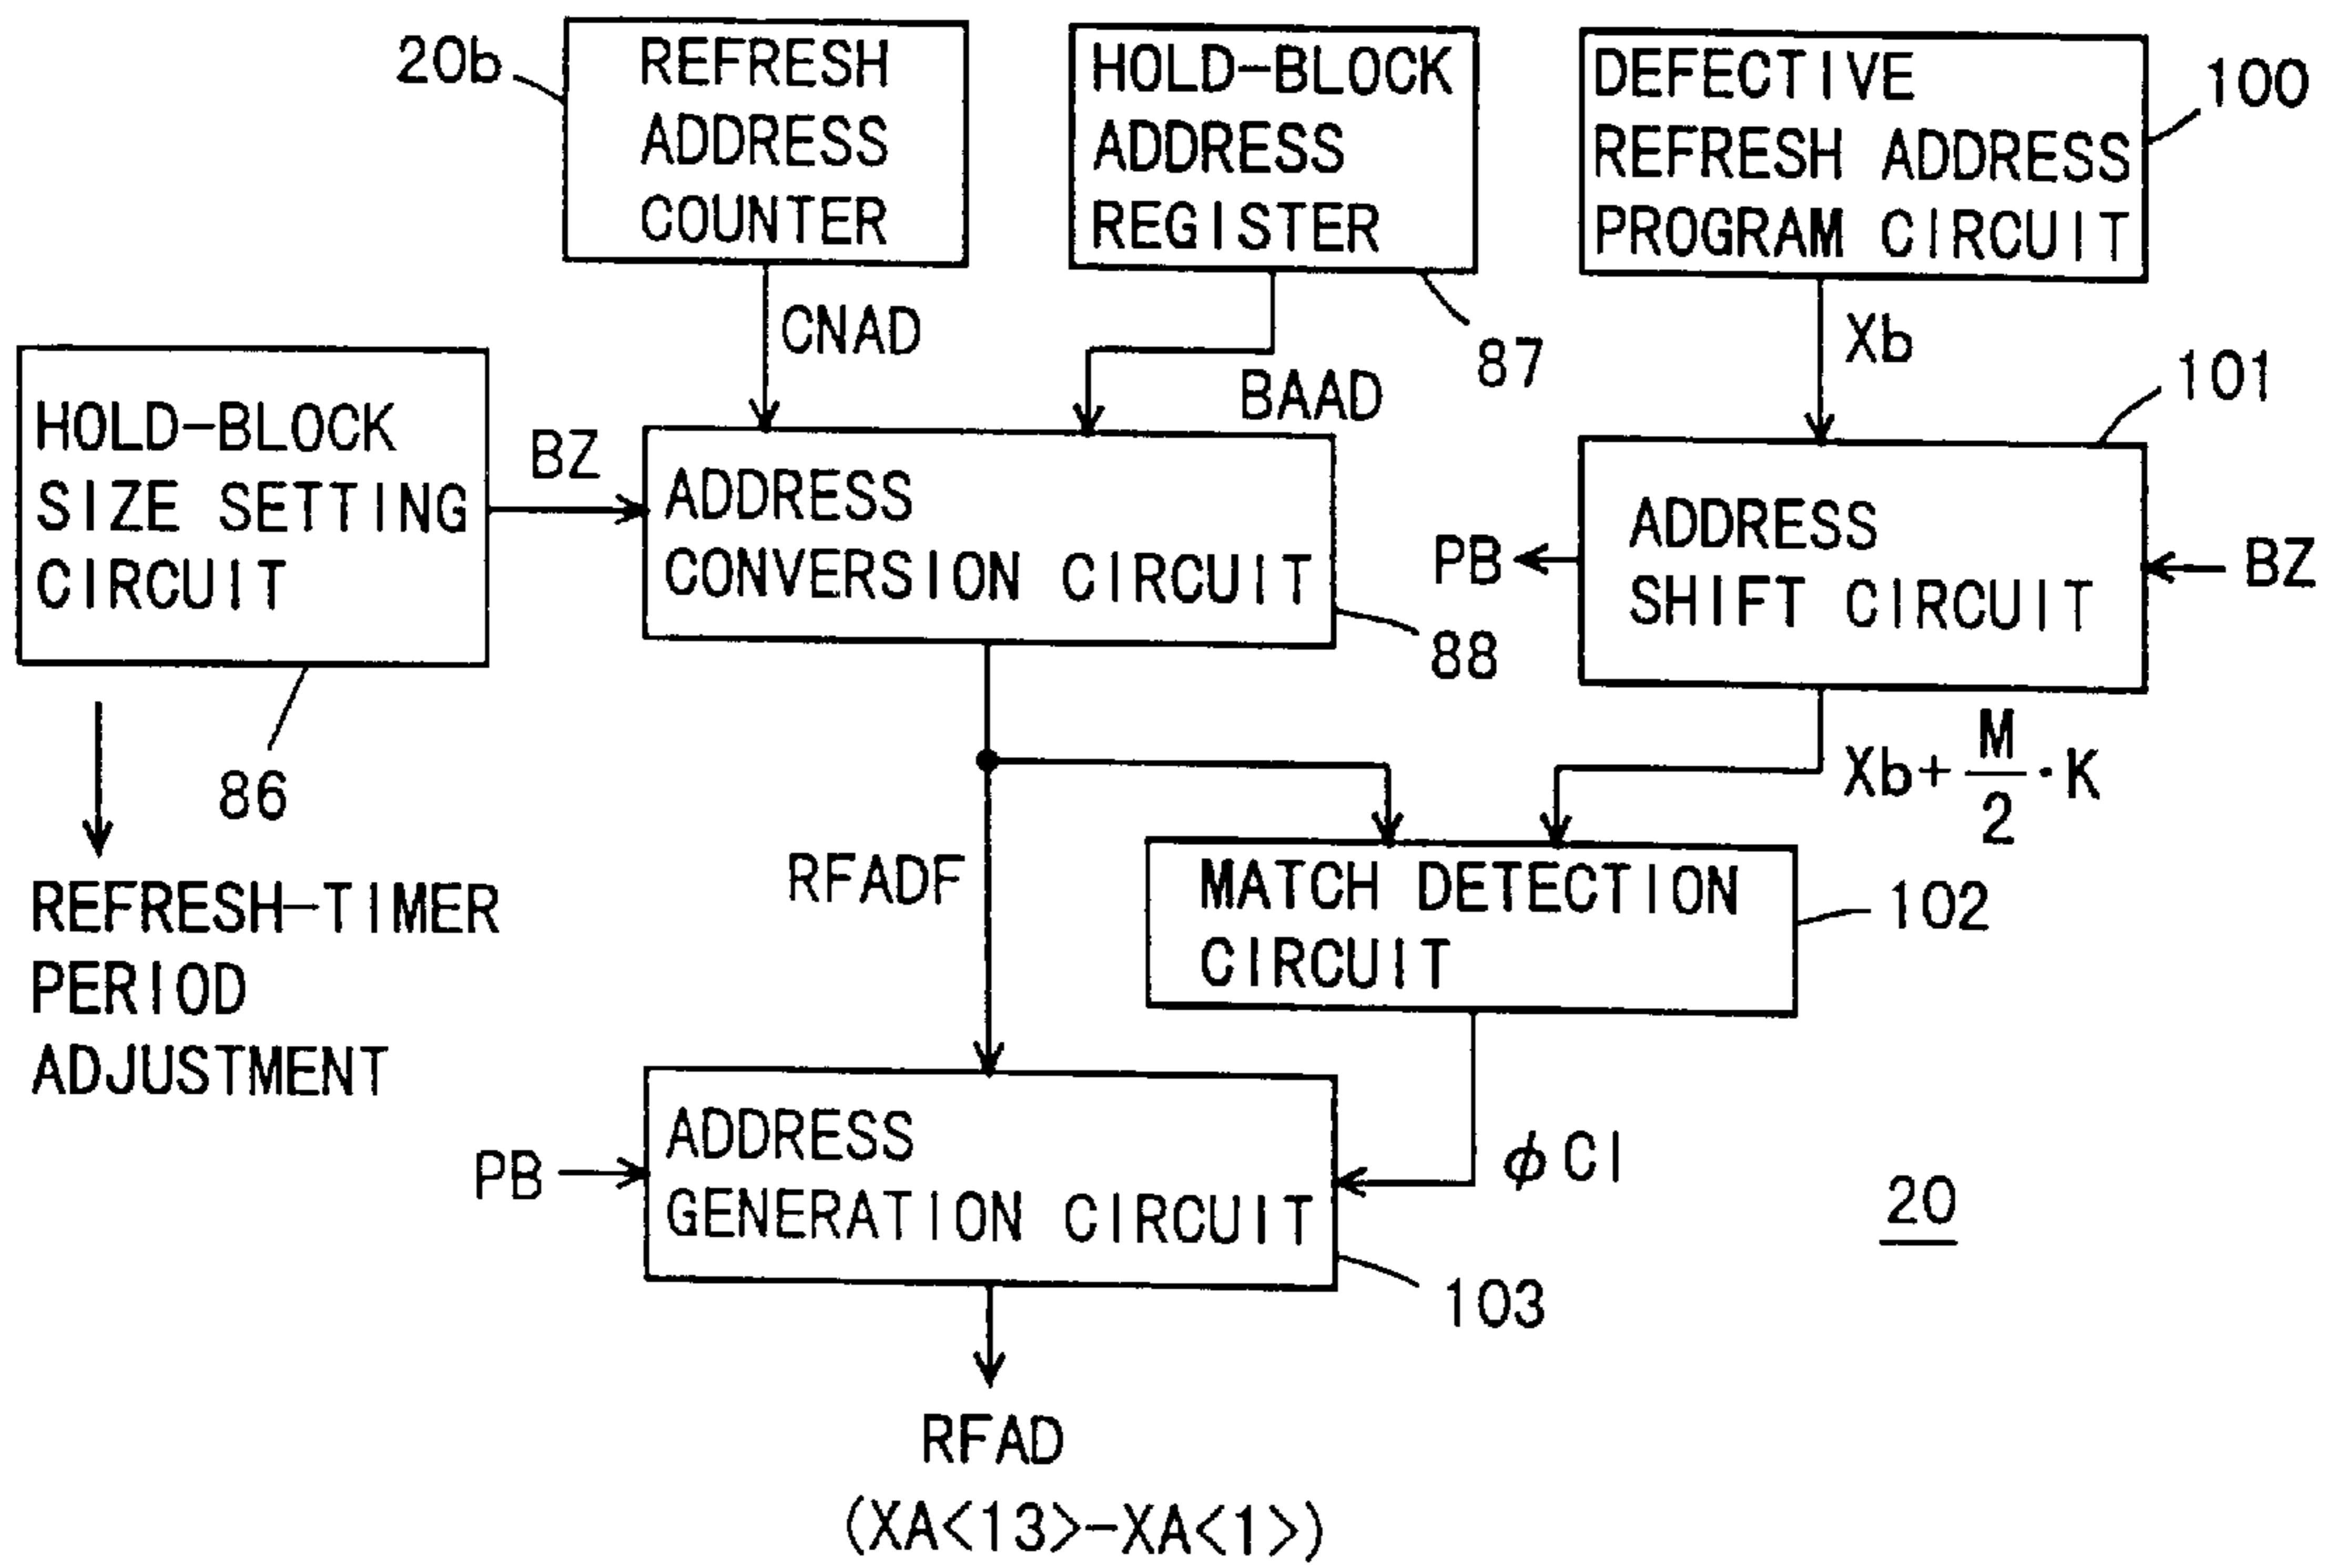 20b
REFRESH
ADDRESS
COUNTER
HOLD-BLOCK
ADDRESS
REGISTER
87
DEFECTIVE
REFRESH ADDRESS
PROGRAM CIRCUIT
100
CNAD
BAAD
Xb
101
HOLD-BLOCK
SIZE SETTING
CIRCUIT
86
BZ
ADDRESS
CONVERSION CIRCUIT
88
PB
ADDRESS
SHIFT CIRCUIT
BZ
REFRESH-TIMER
PERIOD
ADJUSTMENT
RFADF
Xb+M/2·K
MATCH DETECTION
CIRCUIT
102
PB
ADDRESS
GENERATION CIRCUIT
103
φCI
20
RFAD
(XA<13>-XA<1>)